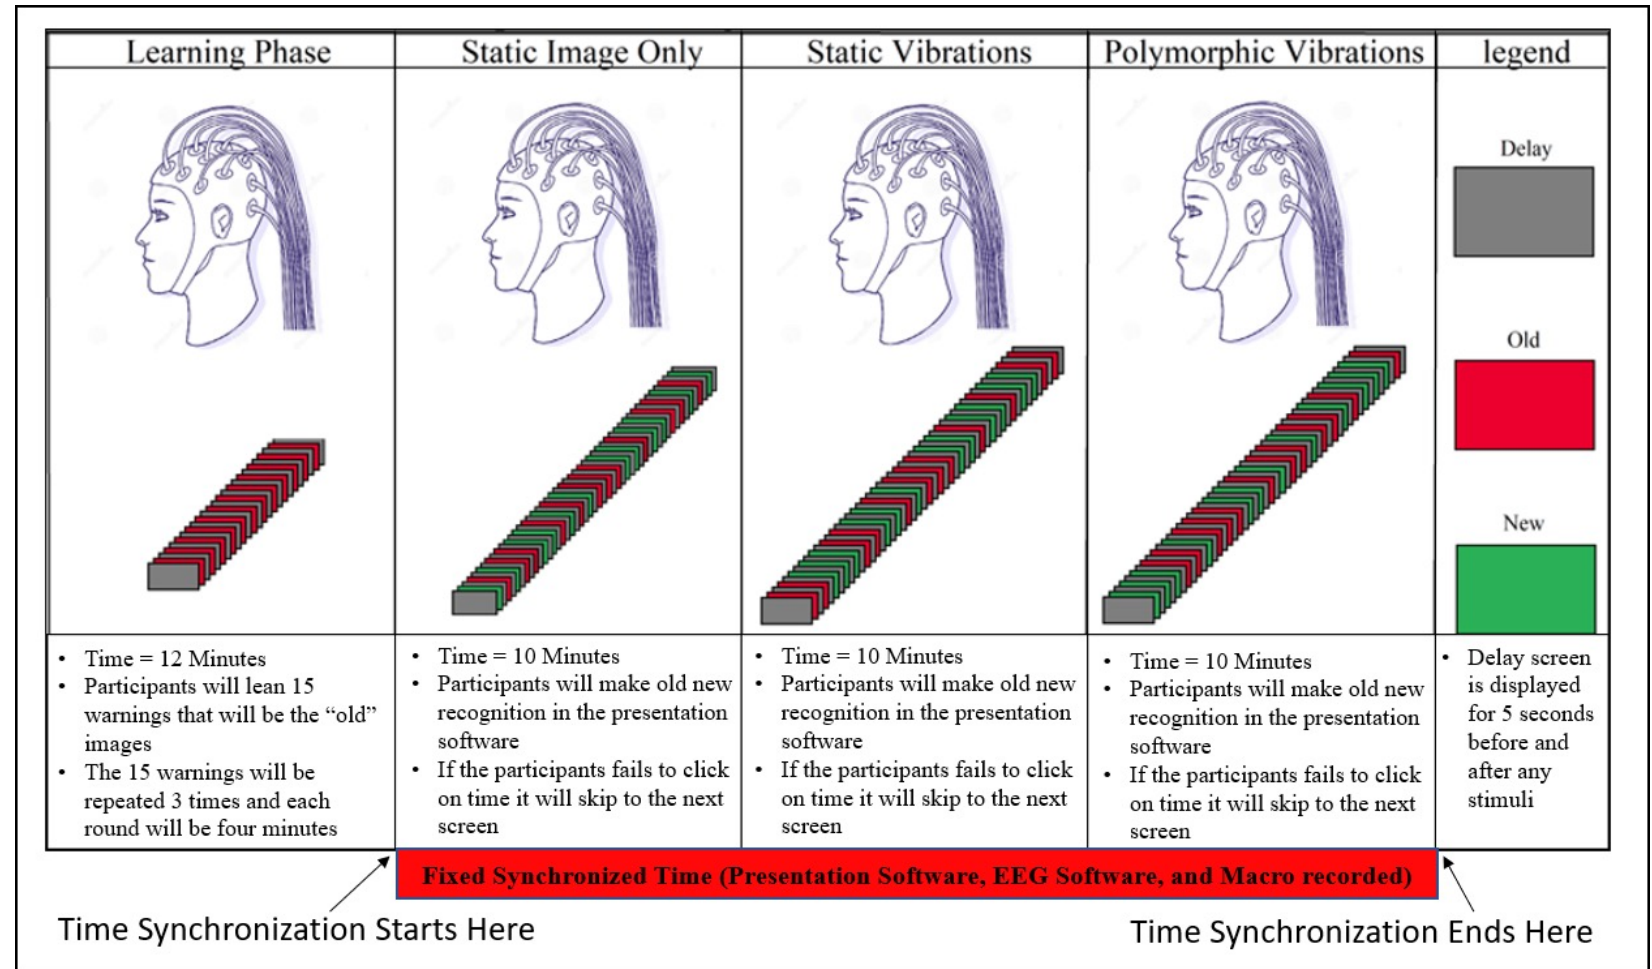 Learning Phase
Static Image Only
Static Vibrations
Polymorphic Vibrations
legend
Delay
Old
New
• Time = 12 Minutes
• Participants will lean 15
warnings that will be the “old”
images
• The 15 warnings will be
repeated 3 times and each
round will be four minutes
• Time = 10 Minutes
• Participants will make old new
recognition in the presentation
software
• If the participants fails to click
on time it will skip to the next
screen
• Time = 10 Minutes
• Participants will make old new
recognition in the presentation
software
• If the participants fails to click
on time it will skip to the next
screen
• Time = 10 Minutes
• Participants will make old new
recognition in the presentation
software
• If the participants fails to click
on time it will skip to the next
screen
• Delay screen
is displayed
for 5 seconds
before and
after any
stimuli
Fixed Synchronized Time (Presentation Software, EEG Software, and Macro recorded)
Time Synchronization Starts Here
Time Synchronization Ends Here